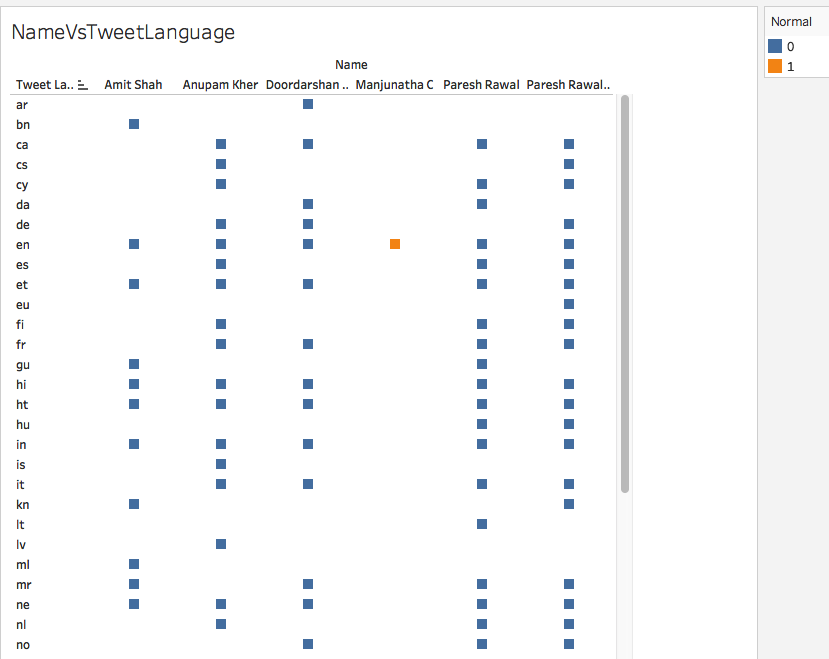 NameVsTweetLanguage
Normal
0
1
Name
Tweet La.. Amit Shah Anupam Kher Doordarshan .. Manjunatha C Paresh Rawal Paresh Rawal..
ar
bn
ca
cs
cy
da
de
en
es
et
eu
fi
fr
gu
hi
ht
hu
in
is
it
kn
lt
lv
ml
mr
ne
nl
no